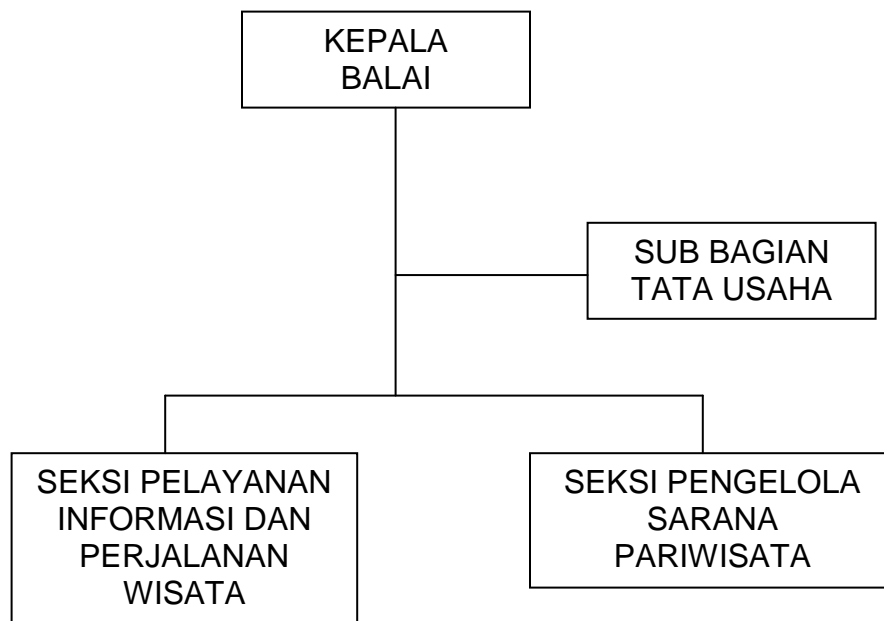 KEPALA
BALAI
SUB BAGIAN
TATA USAHA
SEKSI PELAYANAN
INFORMASI DAN
PERJALANAN
WISATA
SEKSI PENGELOLA
SARANA
PARIWISATA